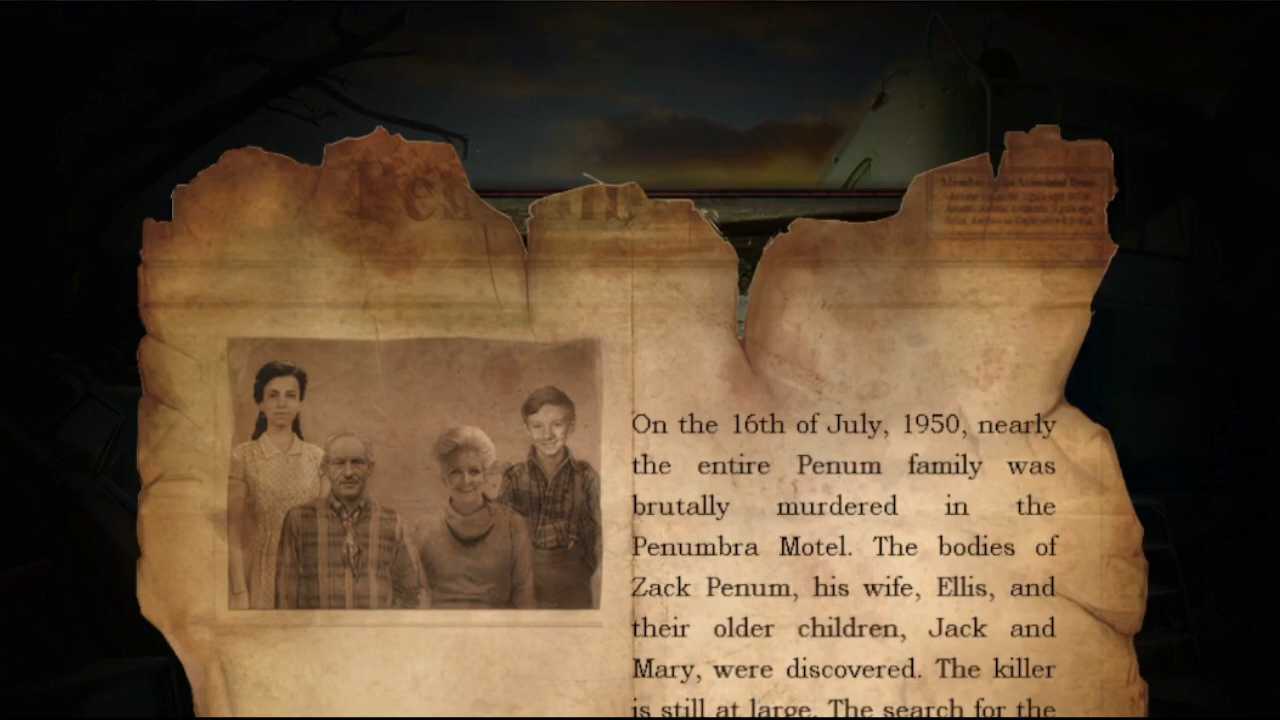 On the 16th of July, 1950, nearly
the entire Penum family was
brutally murdered in the
Penumbra Motel. The bodies of
Zack Penum, his wife, Ellis, and
their older children, Jack and
Mary, were discovered. The killer
is still at large. The search for the